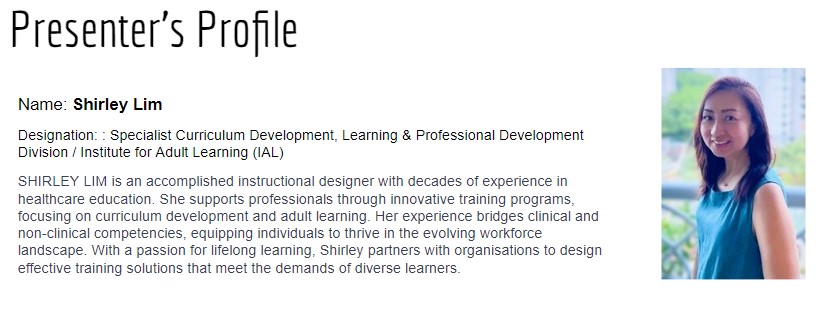 Presenter's Profile
Name: Shirley Lim
Designation: : Specialist Curriculum Development, Learning & Professional Development
Division / Institute for Adult Learning (IAL)
SHIRLEY LIM is an accomplished instructional designer with decades of experience in
healthcare education. She supports professionals through innovative training programs,
focusing on curriculum development and adult learning. Her experience bridges clinical and
non-clinical competencies, equipping individuals to thrive in the evolving workforce
landscape. With a passion for lifelong learning, Shirley partners with organisations to design
effective training solutions that meet the demands of diverse learners.